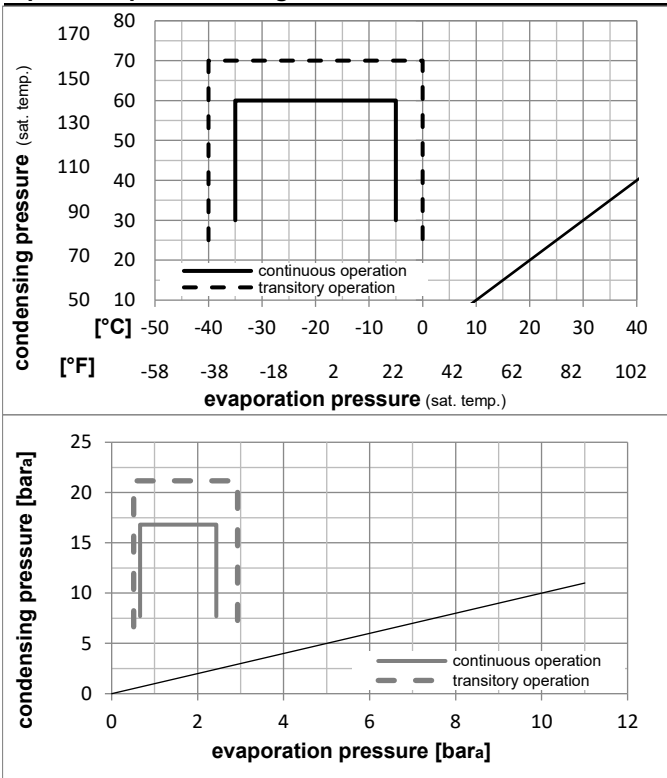 170 80
150 70
130 60
50
110 40
90 30
70 20
50 10
condensing pressure (sat. temp.)
continuous operation
transitory operation
[°C] -50 -40 -30 -20 -10 0 10 20 30 40
[°F] -58 -38 -18 2 22 42 62 82 102
evaporation pressure (sat. temp.)
25
20
15
10
5
0
condensing pressure [bara]
continuous operation
transitory operation
0 2 4 6 8 10 12
evaporation pressure [bara]